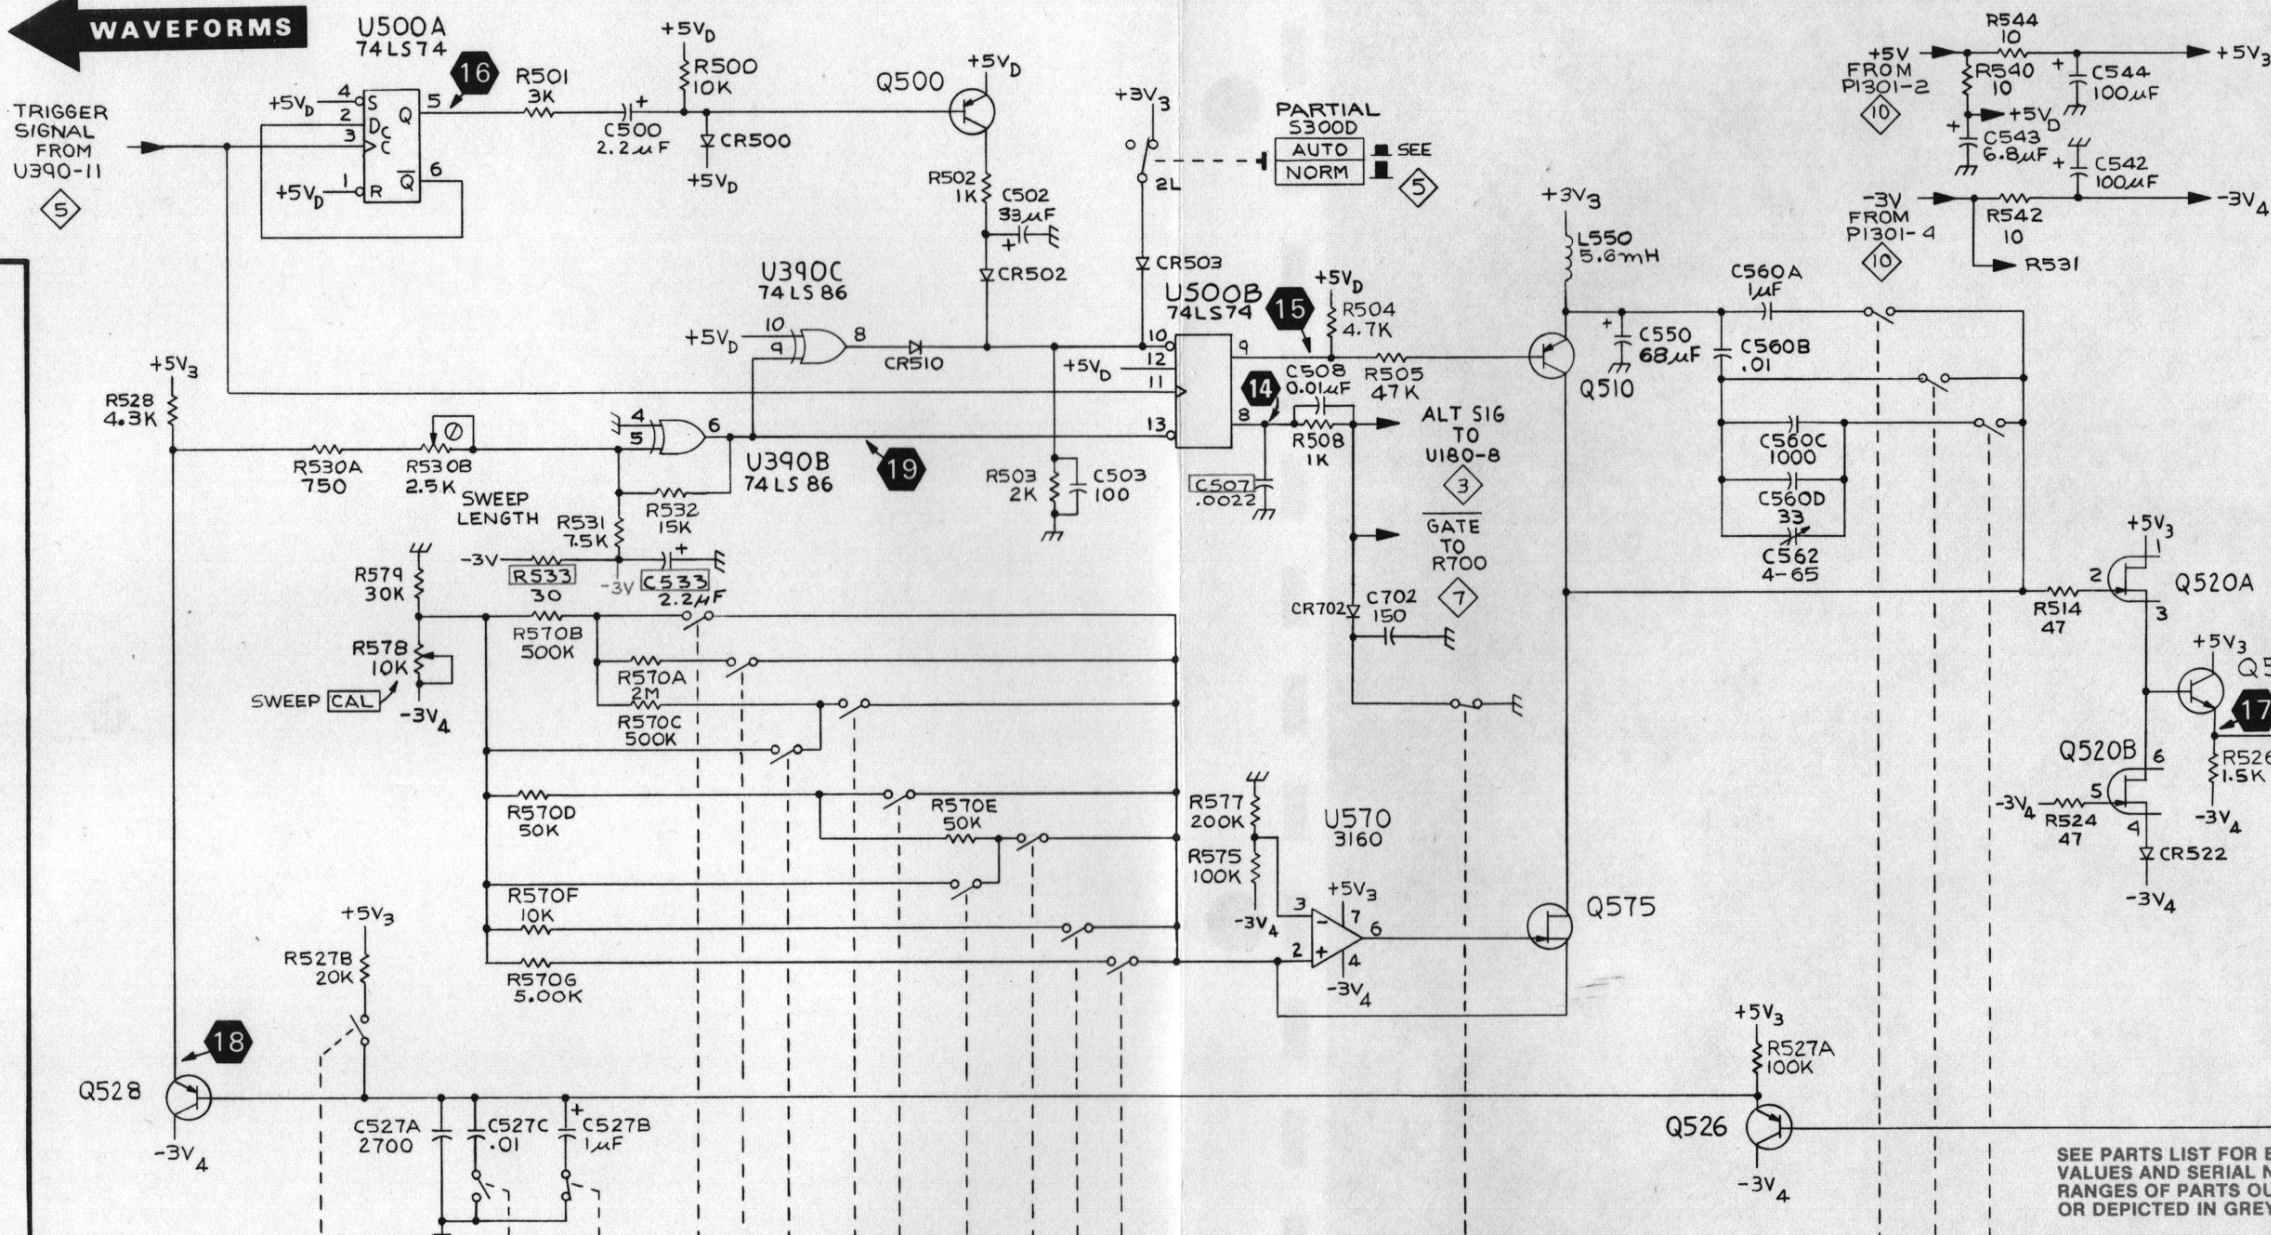 WAVEFORMS
U500A
74LS74
TRIGGER
SIGNAL
FROM
U390-11
5
+5VD
4
S
2
D
C
3
C
+5VD
1
R
Q
5
Q
6
16
R501
3K
C500
2.2µF
+
+5VD
R500
10K
CR500
+5VD
Q500
+5VD
R502
1K
C502
33µF
+
CR502
+3V3
2L
CR503
PARTIAL
S300D
AUTO
NORM
SEE
5
U390C
74LS86
+5VD
10
9
8
CR510
U500B
74LS74
10
12
11
13
9
8
+5VD
15
14
+5VD
R504
4.7K
C508
0.01µF
R505
47K
R508
1K
C507
.0022
ALT SIG
TO
U180-8
3
GATE
TO
R700
7
CR702
C702
150
R503
2K
C503
100
+5V3
R528
4.3K
R530A
750
R530B
2.5K
SWEEP
LENGTH
4
5
6
U390B
74LS86
19
R531
7.5K
R532
15K
-3V
R533
30
-3V
C533
2.2µF
+
R579
30K
R578
10K
SWEEP CAL
-3V4
R570B
500K
R570A
2M
R570C
500K
R570D
50K
R570E
50K
R570F
10K
R570G
5.00K
R577
200K
R575
100K
-3V4
U570
3160
+5V3
3
-
7
6
2
+
4
-3V4
Q575
+3V3
L550
5.6mH
Q510
+
C550
68µF
C560A
1µF
C560B
.01
C560C
1000
C560D
33
C562
4-65
R544
10
+5V
FROM
P1301-2
10
R540
10
+5VD
+
C544
100µF
+5V3
+
C543
6.8µF
+
C542
100µF
-3V
FROM
P1301-4
10
R542
10
-3V4
R531
R514
47
+5V3
1
2
3
Q520A
+5V3
Q5
17
Q520B
6
5
4
-3V4
R524
47
R526
1.5K
-3V4
CR522
-3V4
18
Q528
-3V4
+5V3
R527B
20K
C527A
2700
C527C
.01
+
C527B
1µF
+5V3
R527A
100K
Q526
-3V4
SEE PARTS LIST FOR
VALUES AND SERIAL
RANGES OF PARTS
OR DEPICTED IN GREY